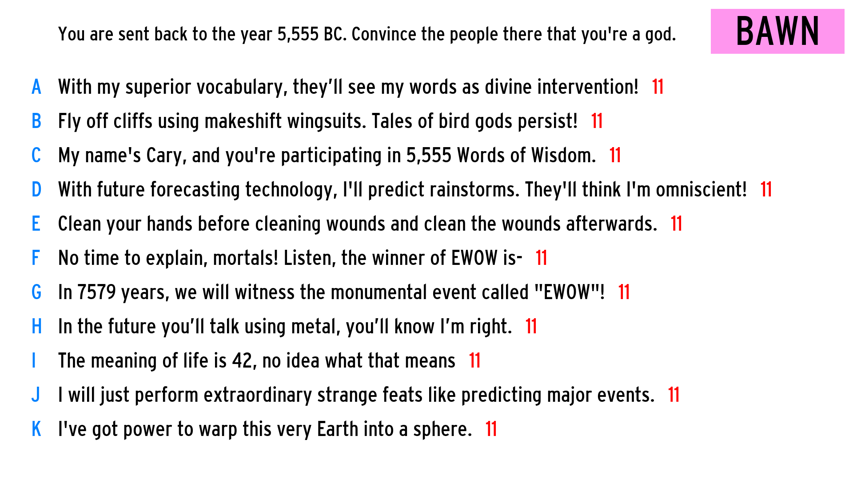 You are sent back to the year 5,555 BC. Convince the people there that you're a god.
BAWN
A With my superior vocabulary, they’ll see my words as divine intervention! 11
B Fly off cliffs using makeshift wingsuits. Tales of bird gods persist! 11
C My name's Cary, and you're participating in 5,555 Words of Wisdom. 11
D With future forecasting technology, I'll predict rainstorms. They'll think I'm omniscient! 11
E Clean your hands before cleaning wounds and clean the wounds afterwards. 11
F No time to explain, mortals! Listen, the winner of EWOW is- 11
G In 7579 years, we will witness the monumental event called "EWOW"! 11
H In the future you’ll talk using metal, you’ll know I’m right. 11
I The meaning of life is 42, no idea what that means 11
J I will just perform extraordinary strange feats like predicting major events. 11
K I've got power to warp this very Earth into a sphere. 11